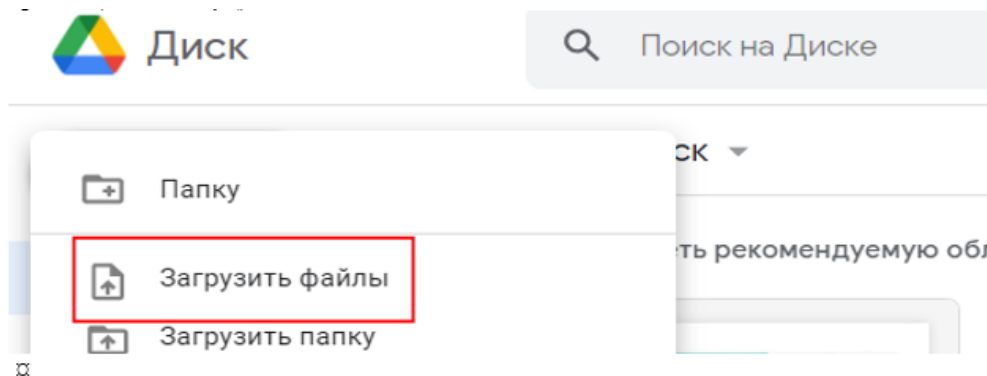 Диск
Поиск на Диске
ск
Папку
ть рекомендуемую обл
Загрузить файлы
Загрузить папку
¤